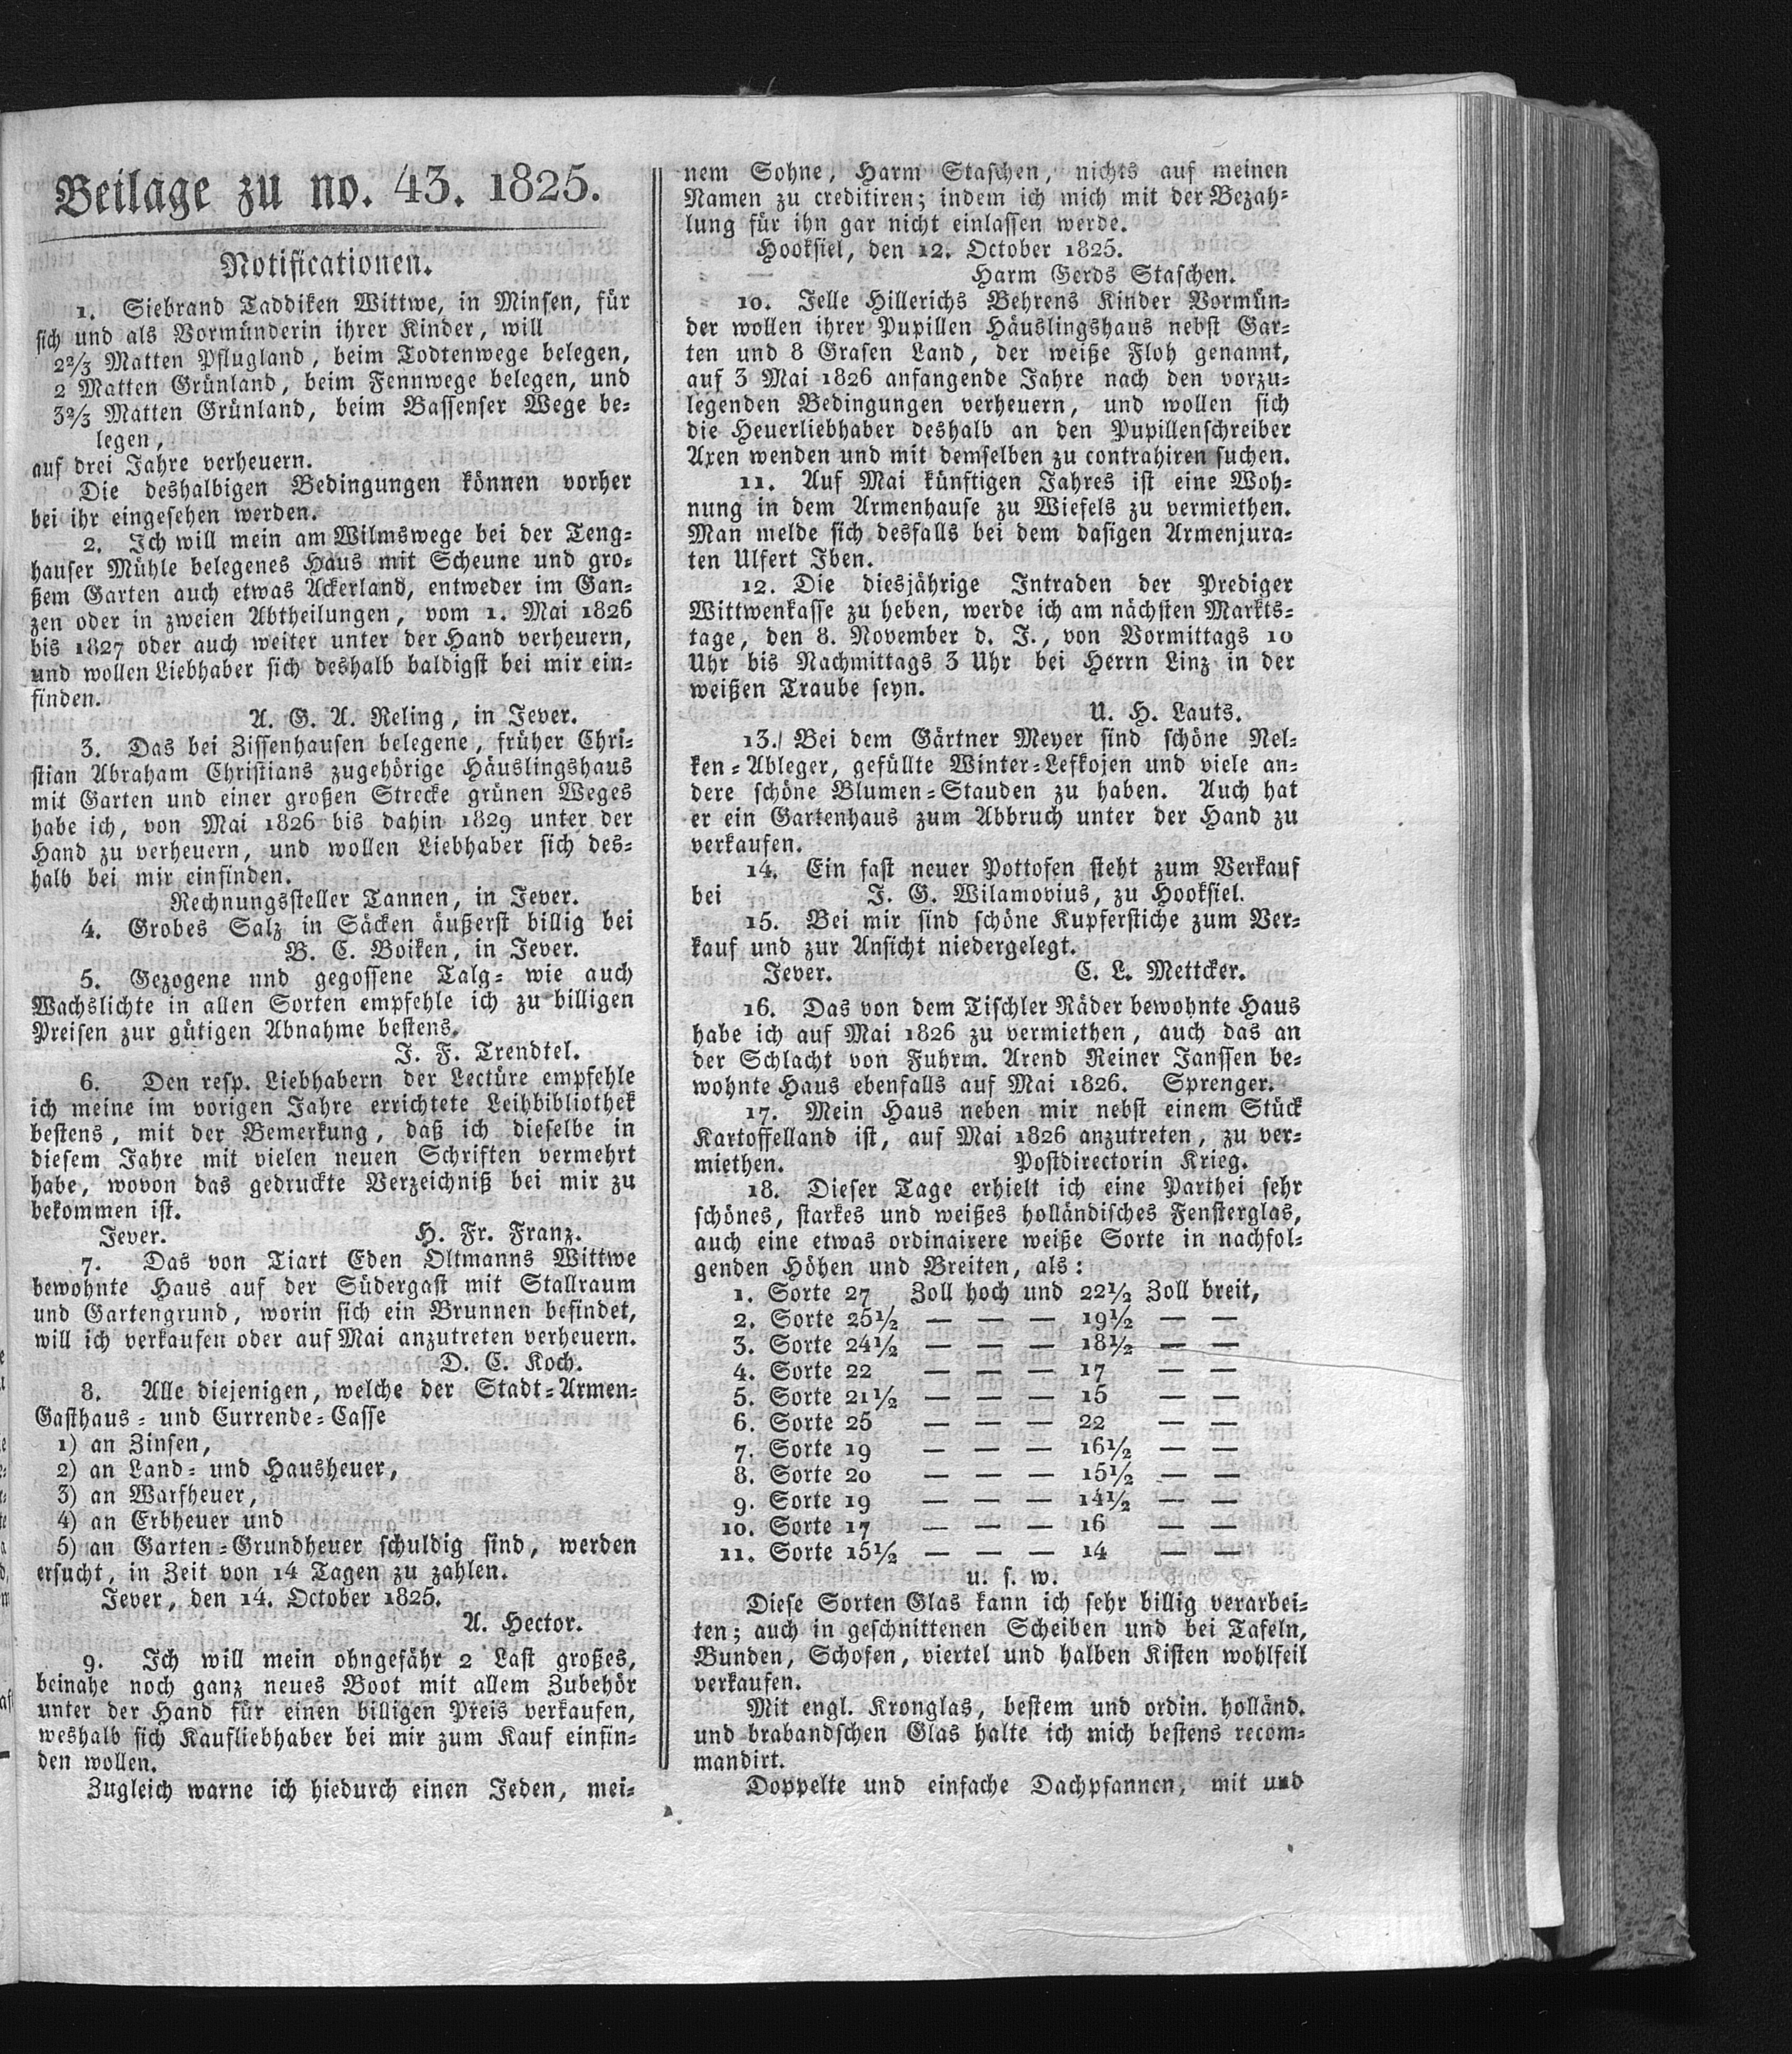 Beilage zu no. 43. 1825.
Notificationen.
1. Siebrand Taddiken Wittwe, in Minsen, für
sich und als Vormünderin ihrer Kinder, will
2⅔ Matten Pflugland, beim Todtenwege belegen,
2 Matten Grünland, beim Fennwege belegen, und
3⅔ Matten Grünland, beim Bassenser Wege be-
legen,
auf drei Jahre verheuern.
Die deshalbigen Bedingungen können vorher
bei ihr eingesehen werden.
2. Ich will mein am Wilmswege bei der Teng-
hauser Mühle belegenes Haus mit Scheune und gro-
ßem Garten auch etwas Ackerland, entweder im Gan-
zen oder in zweien Abtheilungen, vom 1. Mai 1826
bis 1827 oder auch weiter unter der Hand verheuern,
und wollen Liebhaber sich deshalb baldigst bei mir ein-
finden.
A. G. A. Reling, in Jever.
3. Das bei Zissenhausen belegene, früher Chri-
stian Abraham Christians zugehörige Häuslingshaus
mit Garten und einer großen Strecke grünen Weges
habe ich, von Mai 1826 bis dahin 1829 unter der
Hand zu verheuern, und wollen Liebhaber sich des-
halb bei mir einfinden.
Rechnungssteller Tannen, in Jever.
4. Grobes Salz in Säcken äußerst billig bei
B. C. Boiken, in Jever.
5. Gezogene und gegossene Talg- wie auch
Wachslichte in allen Sorten empfehle ich zu billigen
Preisen zur gütigen Abnahme bestens.
J. F. Trendtel.
6. Den resp. Liebhabern der Lectüre empfehle
ich meine im vorigen Jahre errichtete Leihbibliothek
bestens, mit der Bemerkung, daß ich dieselbe in
diesem Jahre mit vielen neuen Schriften vermehrt
habe, wovon das gedruckte Verzeichniß bei mir zu
bekommen ist.
Jever. H. Fr. Franz.
7. Das von Tiart Eden Oltmanns Wittwe
bewohnte Haus auf der Südergast mit Stallraum
und Gartengrund, worin sich ein Brunnen befindet,
will ich verkaufen oder auf Mai anzutreten verheuern.
D. C. Koch.
8. Alle diejenigen, welche der Stadt-Armen-
Gasthaus- und Currende-Casse
1) an Zinsen,
2) an Land- und Hausheuer,
3) an Warfheuer,
4) an Erbheuer und
5) an Garten-Grundheuer schuldig sind, werden
ersucht, in Zeit von 14 Tagen zu zahlen.
Jever, den 14. October 1825.
A. Hector.
9. Ich will mein ohngefähr 2 Last großes,
beinahe noch ganz neues Boot mit allem Zubehör
unter der Hand für einen billigen Preis verkaufen,
weshalb sich Kaufliebhaber bei mir zum Kauf einfin-
den wollen.
Zugleich warne ich hiedurch einen Jeden, mei-
nem Sohne, Harm Staschen, nichts auf meinen
Namen zu creditiren; indem ich mich mit der Bezah-
lung für ihn gar nicht einlassen werde.
Hooksiel, den 12. October 1825.
Harm Gerds Staschen.
10. Jelle Hillerichs Behrens Kinder Vormün-
der wollen ihrer Pupillen Häuslingshaus nebst Gar-
ten und 8 Grasen Land, der weiße Floh genannt,
auf 3 Mai 1826 anfangende Jahre nach den vorzu-
legenden Bedingungen verheuern, und wollen sich
die Heuerliebhaber deshalb an den Pupillenschreiber
Axen wenden und mit demselben zu contrahiren suchen.
11. Auf Mai künftigen Jahres ist eine Woh-
nung in dem Armenhause zu Wiefels zu vermiethen.
Man melde sich desfalls bei dem dasigen Armenjura-
ten Ulfert Iben.
12. Die diesjährige Intraden der Prediger
Wittwenkasse zu heben, werde ich am nächsten Markts-
tage, den 8. November d. J., von Vormittags 10
Uhr bis Nachmittags 3 Uhr bei Herrn Linz in der
weißen Traube seyn.
U. H. Lauts.
13. Bei dem Gärtner Meyer sind schöne Nel-
ken-Ableger, gefüllte Winter-Lefkojen und viele an-
dere schöne Blumen-Stauden zu haben. Auch hat
er ein Gartenhaus zum Abbruch unter der Hand zu
verkaufen.
14. Ein fast neuer Pottofen steht zum Verkauf
bei J. G. Wilamovius, zu Hooksiel.
15. Bei mir sind schöne Kupferstiche zum Ver-
kauf und zur Ansicht niedergelegt.
Jever. C. L. Mettcker.
16. Das von dem Tischler Räder bewohnte Haus
habe ich auf Mai 1826 zu vermiethen, auch das an
der Schlacht von Fuhrm. Arend Reiner Janssen be-
wohnte Haus ebenfalls auf Mai 1826. Sprenger.
17. Mein Haus neben mir nebst einem Stück
Kartoffelland ist, auf Mai 1826 anzutreten, zu ver-
miethen. Postdirectorin Krieg.
18. Dieser Tage erhielt ich eine Parthei sehr
schönes, starkes und weißes holländisches Fensterglas,
auch eine etwas ordinairere weiße Sorte in nachfol-
genden Höhen und Breiten, als:
1. Sorte 27 Zoll hoch und 22½ Zoll breit,
2. Sorte 25½ — — — 19½ — —
3. Sorte 24½ — — — 18½ — —
4. Sorte 22 — — — 17 — —
5. Sorte 21½ — — — 15 — —
6. Sorte 25 — — — 22 — —
7. Sorte 19 — — — 16½ — —
8. Sorte 20 — — — 15½ — —
9. Sorte 19 — — — 14½ — —
10. Sorte 17 — — — 16 — —
11. Sorte 15½ — — — 14 — —
u. s. w.
Diese Sorten Glas kann ich sehr billig verarbei-
ten; auch in geschnittenen Scheiben und bei Tafeln,
Bunden, Schofen, viertel und halben Kisten wohlfeil
verkaufen.
Mit engl. Kronglas, bestem und ordin. holländ.
und brabandschen Glas halte ich mich bestens recom-
mandirt.
Doppelte und einfache Dachpfannen, mit und